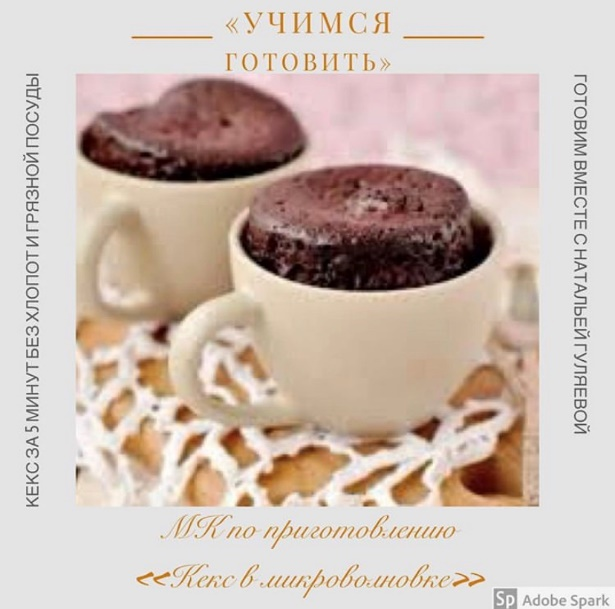 «УЧИМСЯ
ГОТОВИТЬ»
КЕКС ЗА 5 МИНУТ БЕЗ ХЛОПОТ И ГРЯЗНОЙ ПОСУДЫ
ГОТОВИМ ВМЕСТЕ С НАТАЛЬЕЙ ГУЛЯЕВОЙ
МК по приготовлению
«Кекс в микроволновке»
Sp Adobe Spark